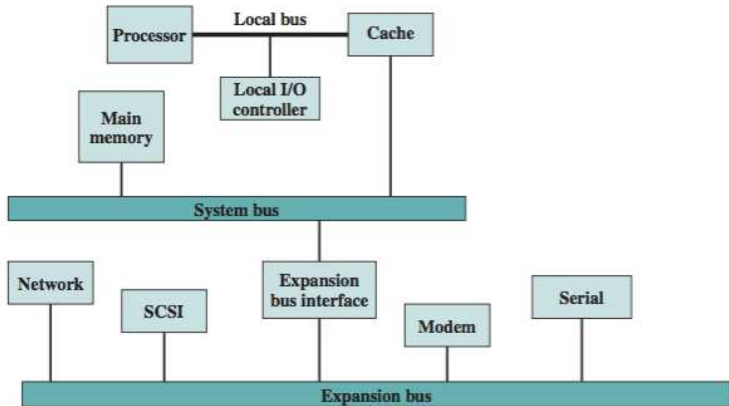 Local bus
Processor
Cache
Local I/O
controller
Main
memory
System bus
Network
SCSI
Expansion
bus interface
Modem
Serial
Expansion bus